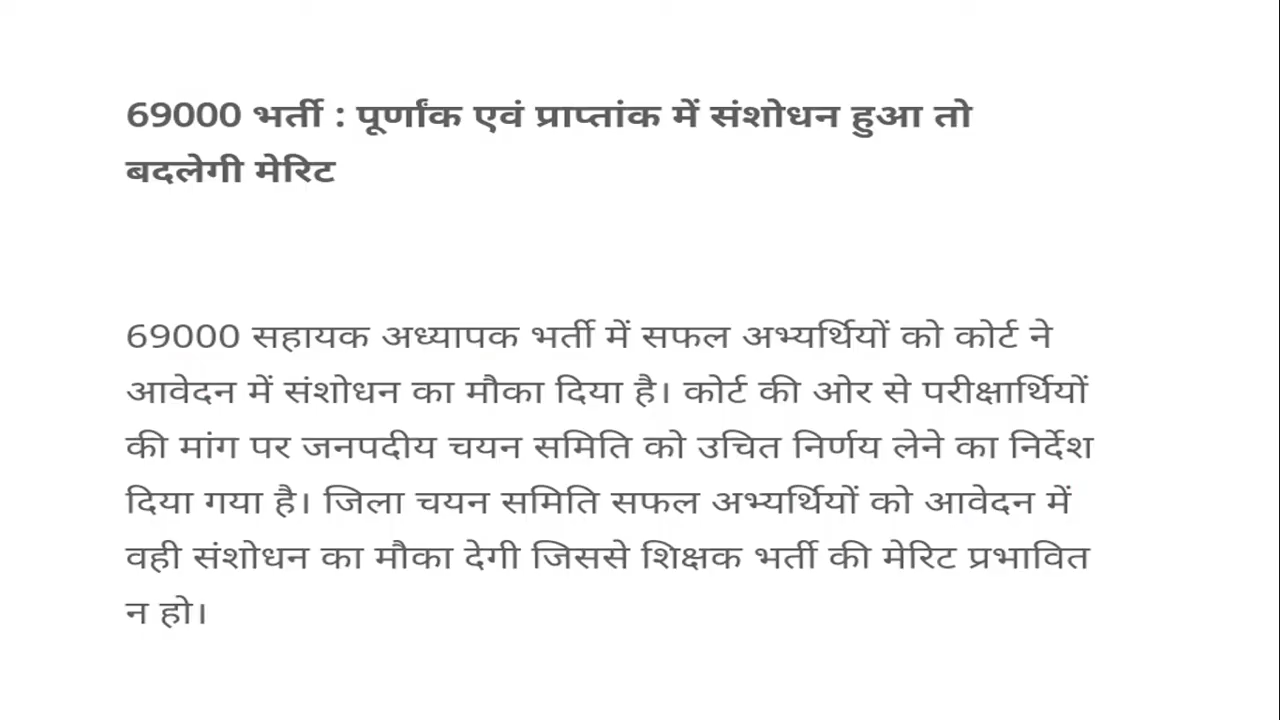 69000 भर्ती : पूर्णांक एवं प्राप्तांक में संशोधन हुआ तो
बदलेगी मेरिट
69000 सहायक अध्यापक भर्ती में सफल अभ्यर्थियों को कोर्ट ने
आवेदन में संशोधन का मौका दिया है। कोर्ट की ओर से परीक्षार्थियों
की मांग पर जनपदीय चयन समिति को उचित निर्णय लेने का निर्देश
दिया गया है। जिला चयन समिति सफल अभ्यर्थियों को आवेदन में
वही संशोधन का मौका देगी जिससे शिक्षक भर्ती की मेरिट प्रभावित
न हो।